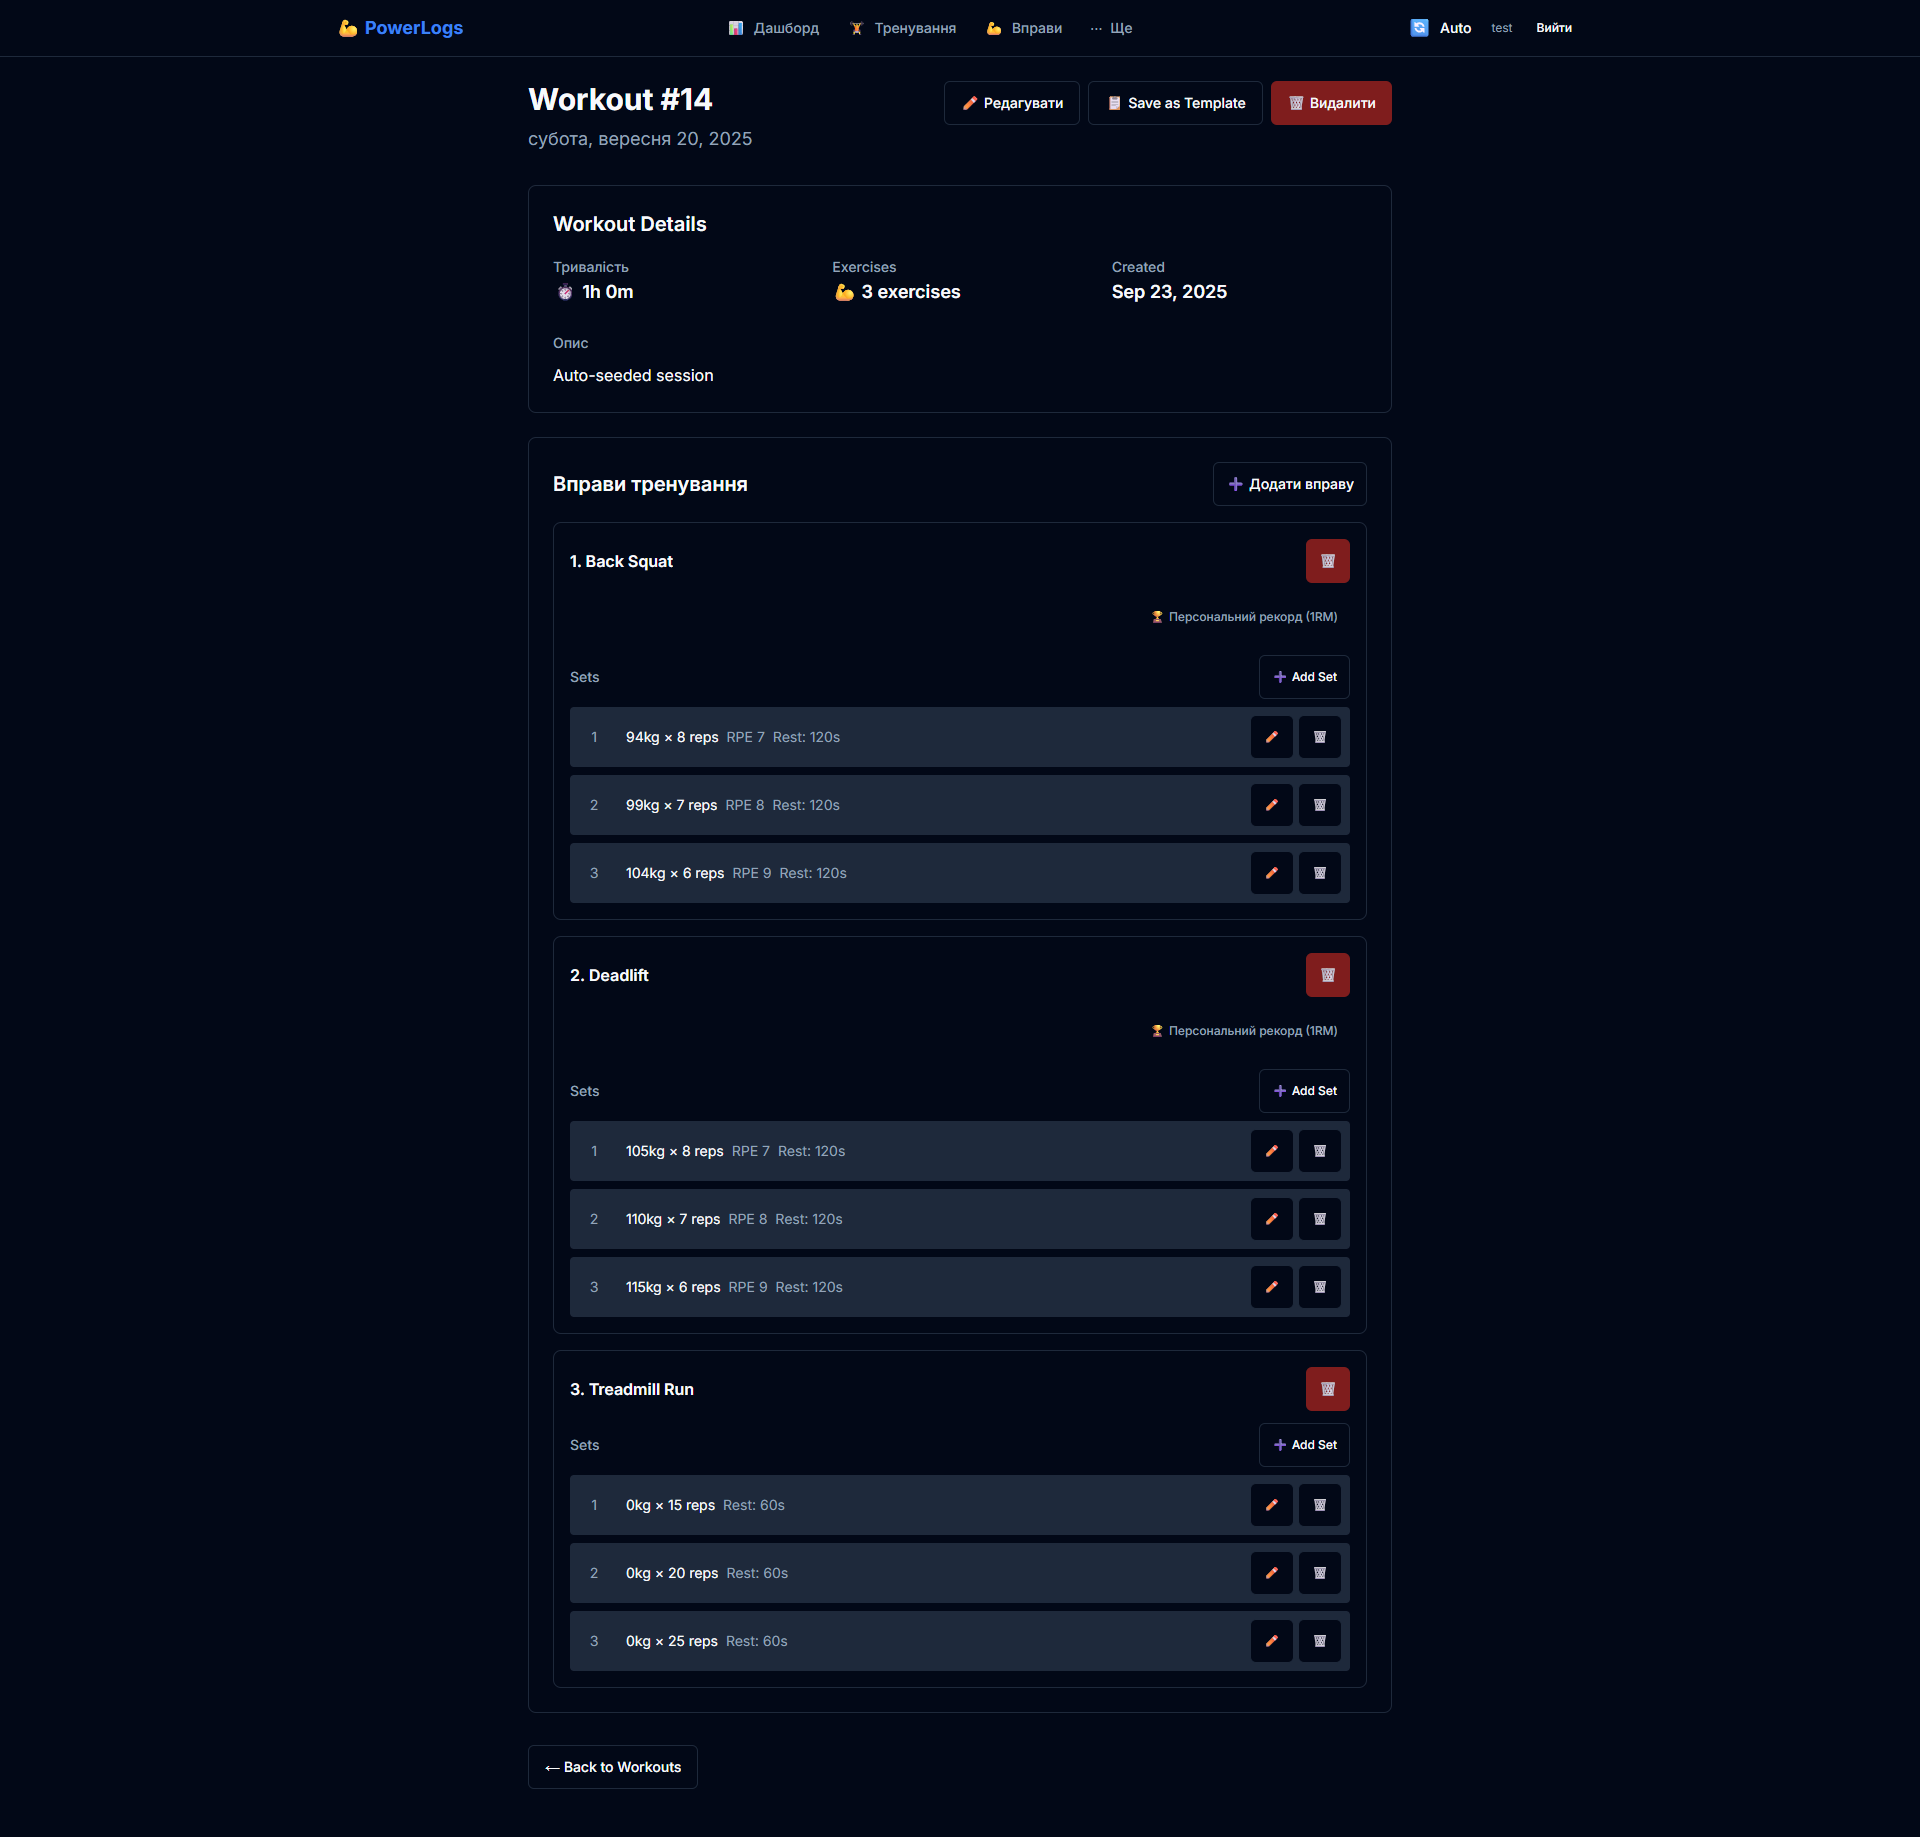 PowerLogs
Дашборд
Тренування
Вправи
··· Ще
Auto
test
Вийти
Workout #14
субота, вересня 20, 2025
Редагувати
Save as Template
Видалити
Workout Details
Тривалість
1h 0m
Exercises
3 exercises
Created
Sep 23, 2025
Опис
Auto-seeded session
Вправи тренування
Додати вправу
1. Back Squat
Персональний рекорд (1RM)
Sets
Add Set
1 94kg × 8 reps RPE 7 Rest: 120s
2 99kg × 7 reps RPE 8 Rest: 120s
3 104kg × 6 reps RPE 9 Rest: 120s
2. Deadlift
Персональний рекорд (1RM)
Sets
Add Set
1 105kg × 8 reps RPE 7 Rest: 120s
2 110kg × 7 reps RPE 8 Rest: 120s
3 115kg × 6 reps RPE 9 Rest: 120s
3. Treadmill Run
Sets
Add Set
1 0kg × 15 reps Rest: 60s
2 0kg × 20 reps Rest: 60s
3 0kg × 25 reps Rest: 60s
← Back to Workouts